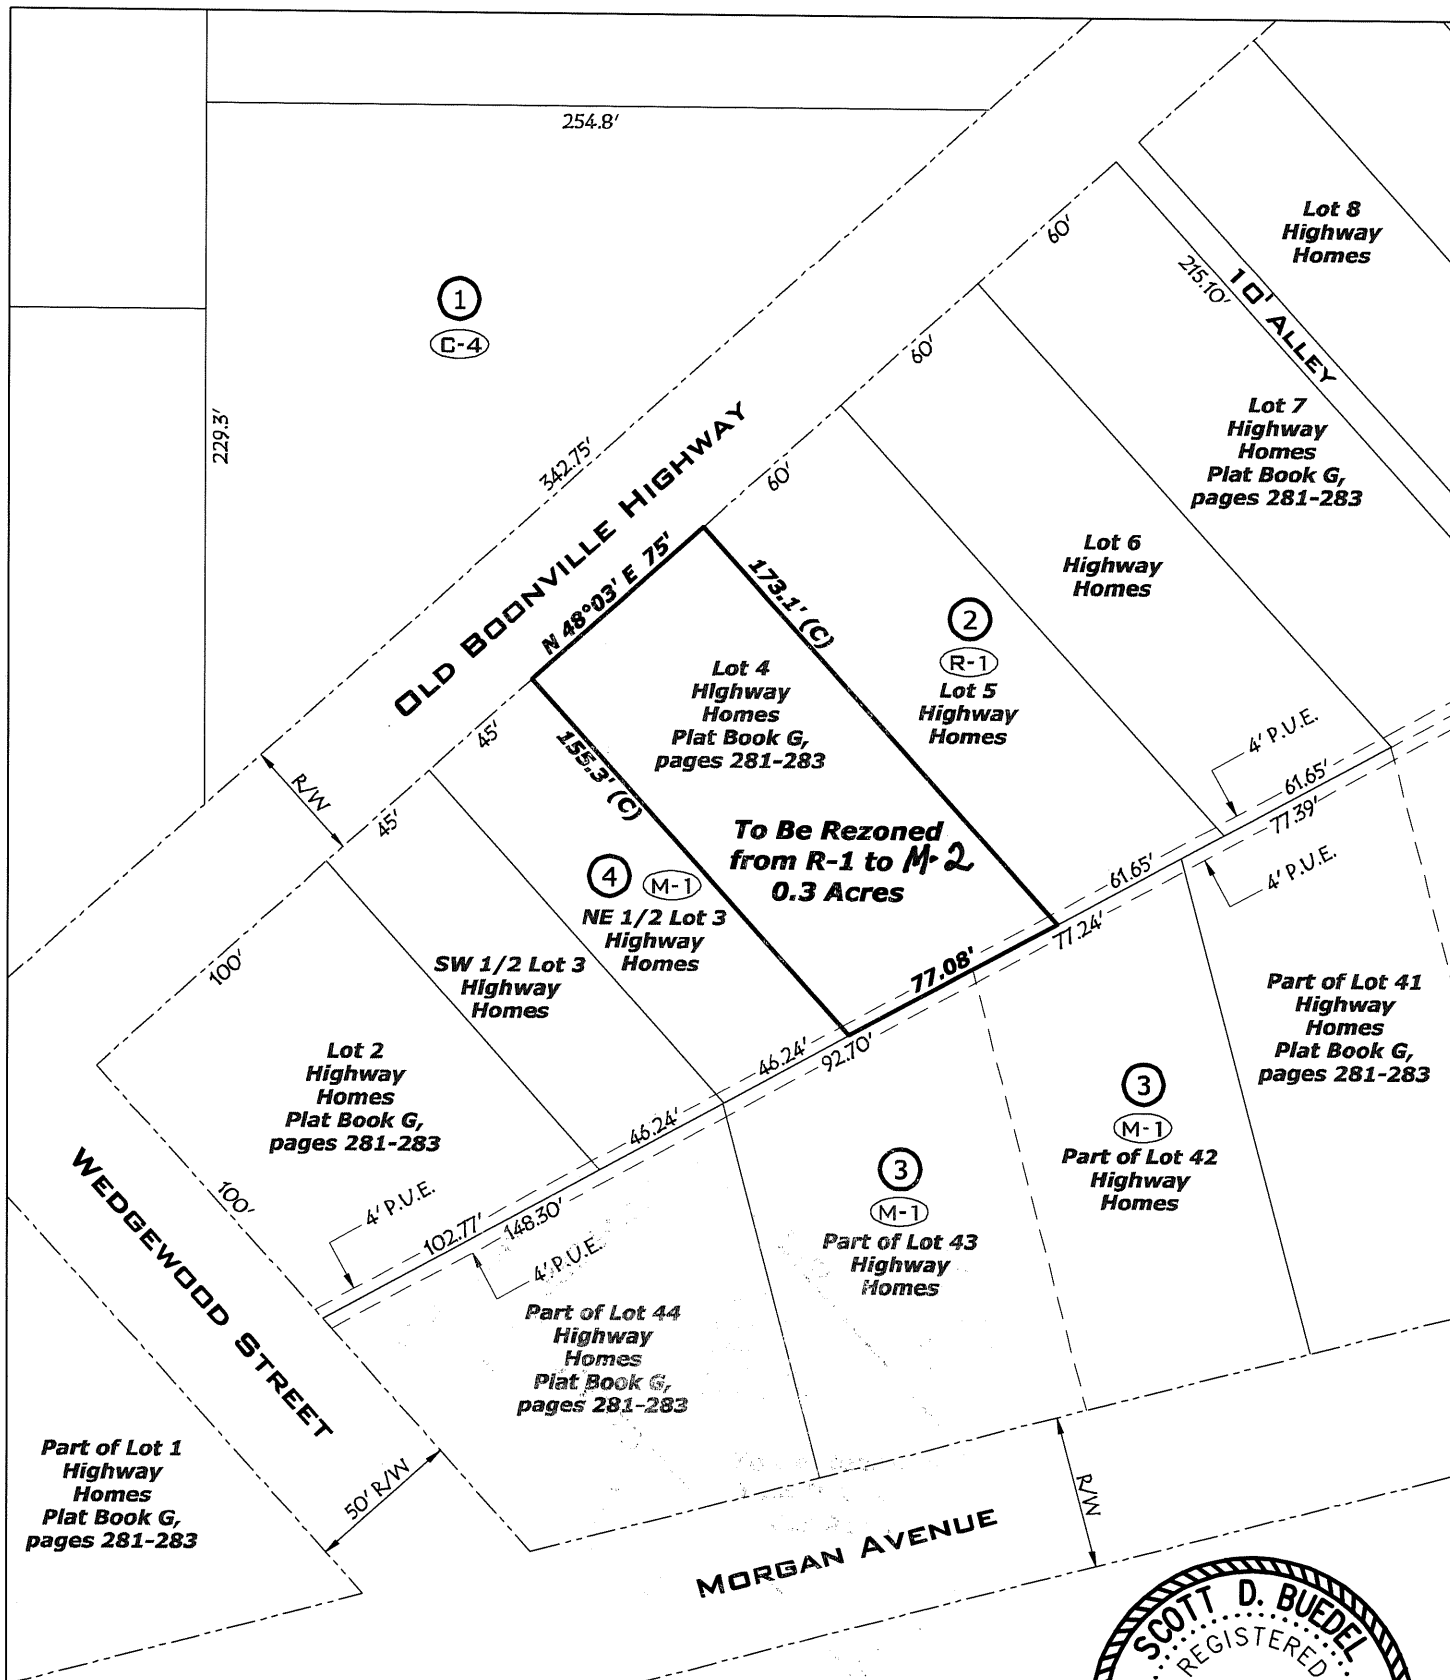 254.8'
60'
Lot 8
Highway
Homes
215.10'
10' ALLEY
1
C-4
60'
229.3'
342.75'
OLD BOONVILLE HIGHWAY
60'
Lot 7
Highway
Homes
Plat Book G,
pages 281-283
N 48°03' E 75'
173.1' (C)
Lot 6
Highway
Homes
2
R-1
Lot 5
Highway
Homes
Lot 4
Highway
Homes
Plat Book G,
pages 281-283
45'
155.3' (C)
R/W
45'
4' P.U.E.
61.65'
77.39'
To Be Rezoned
from R-1 to M-2
0.3 Acres
4
M-1
NE 1/2 Lot 3
Highway
Homes
61.65'
4' P.U.E.
77.24'
77.08'
100'
SW 1/2 Lot 3
Highway
Homes
Part of Lot 41
Highway
Homes
Plat Book G,
pages 281-283
Lot 2
Highway
Homes
Plat Book G,
pages 281-283
46.24'
92.70'
46.24'
3
M-1
Part of Lot 42
Highway
Homes
3
M-1
Part of Lot 43
Highway
Homes
WEDGEWOOD STREET
100'
4' P.U.E.
102.77'
148.30'
4' P.U.E.
Part of Lot 44
Highway
Homes
Plat Book G,
pages 281-283
Part of Lot 1
Highway
Homes
Plat Book G,
pages 281-283
50' R/W
R/W
MORGAN AVENUE
SCOTT D. BUEDEL
REGISTERED